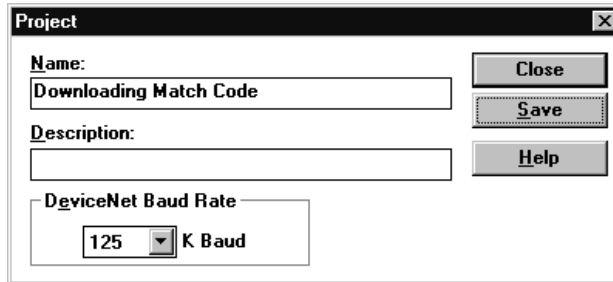 Project
Name:
Downloading Match Code
Description:
DeviceNet Baud Rate
125 K Baud
Close
Save
Help